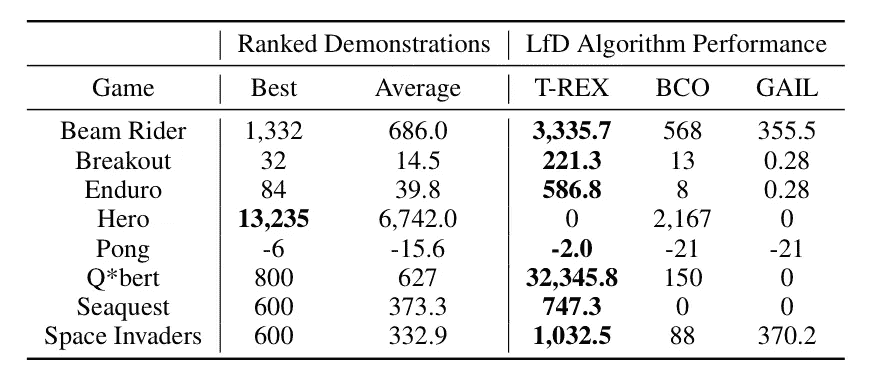 Ranked Demonstrations LfD Algorithm Performance
Game Best Average T-REX BCO GAIL
Beam Rider 1,332 686.0 3,335.7 568 355.5
Breakout 32 14.5 221.3 13 0.28
Enduro 84 39.8 586.8 8 0.28
Hero 13,235 6,742.0 0 2,167 0
Pong -6 -15.6 -2.0 -21 -21
Q*bert 800 627 32,345.8 150 0
Seaquest 600 373.3 747.3 0 0
Space Invaders 600 332.9 1,032.5 88 370.2